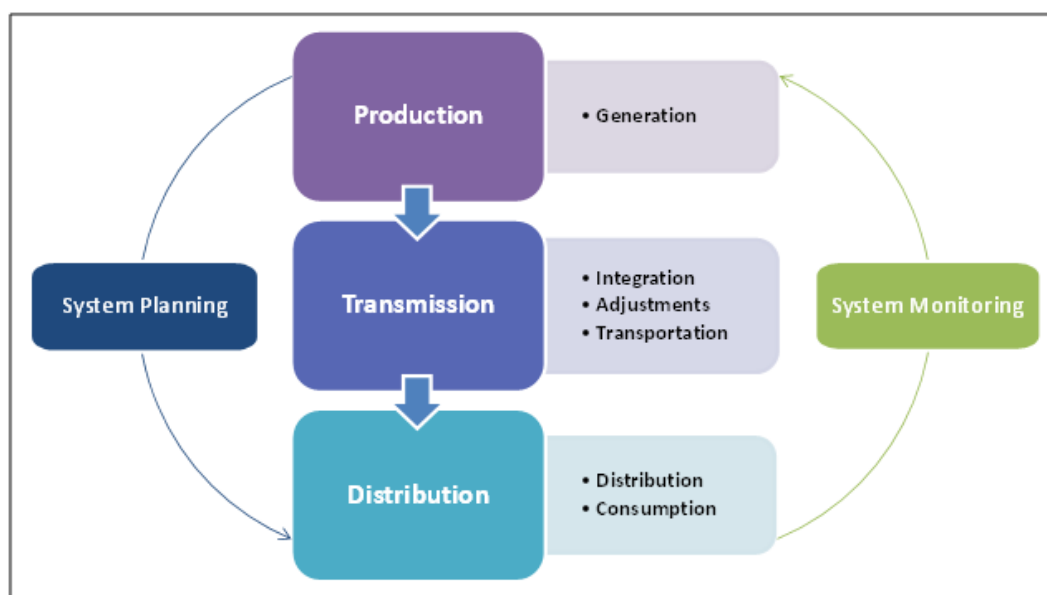 Production
• Generation
System Planning
Transmission
• Integration
• Adjustments
• Transportation
System Monitoring
Distribution
• Distribution
• Consumption